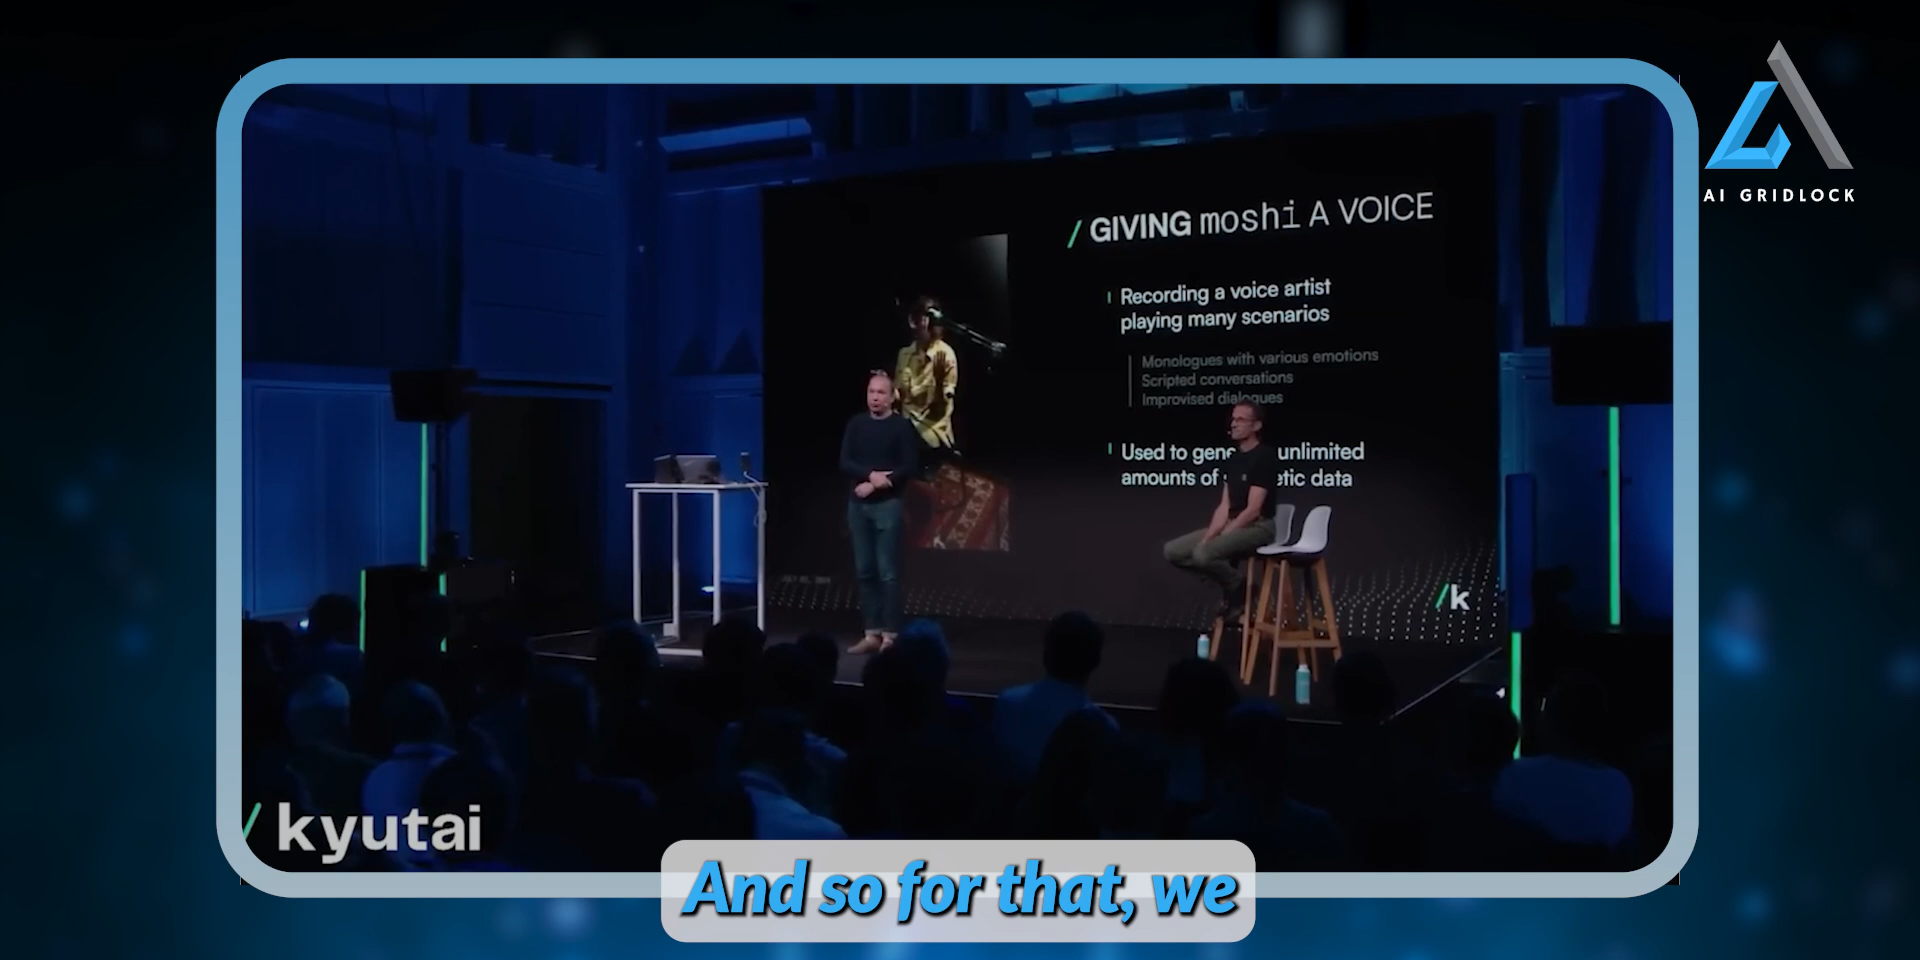 AI GRIDLOCK
/ GIVING moshi A VOICE
Recording a voice artist
playing many scenarios
Monologues with various emotions
Scripted conversations
Improvised dialogues
Used to gene unlimited
amounts of etic data
/k
/ kyutai
And so for that, we